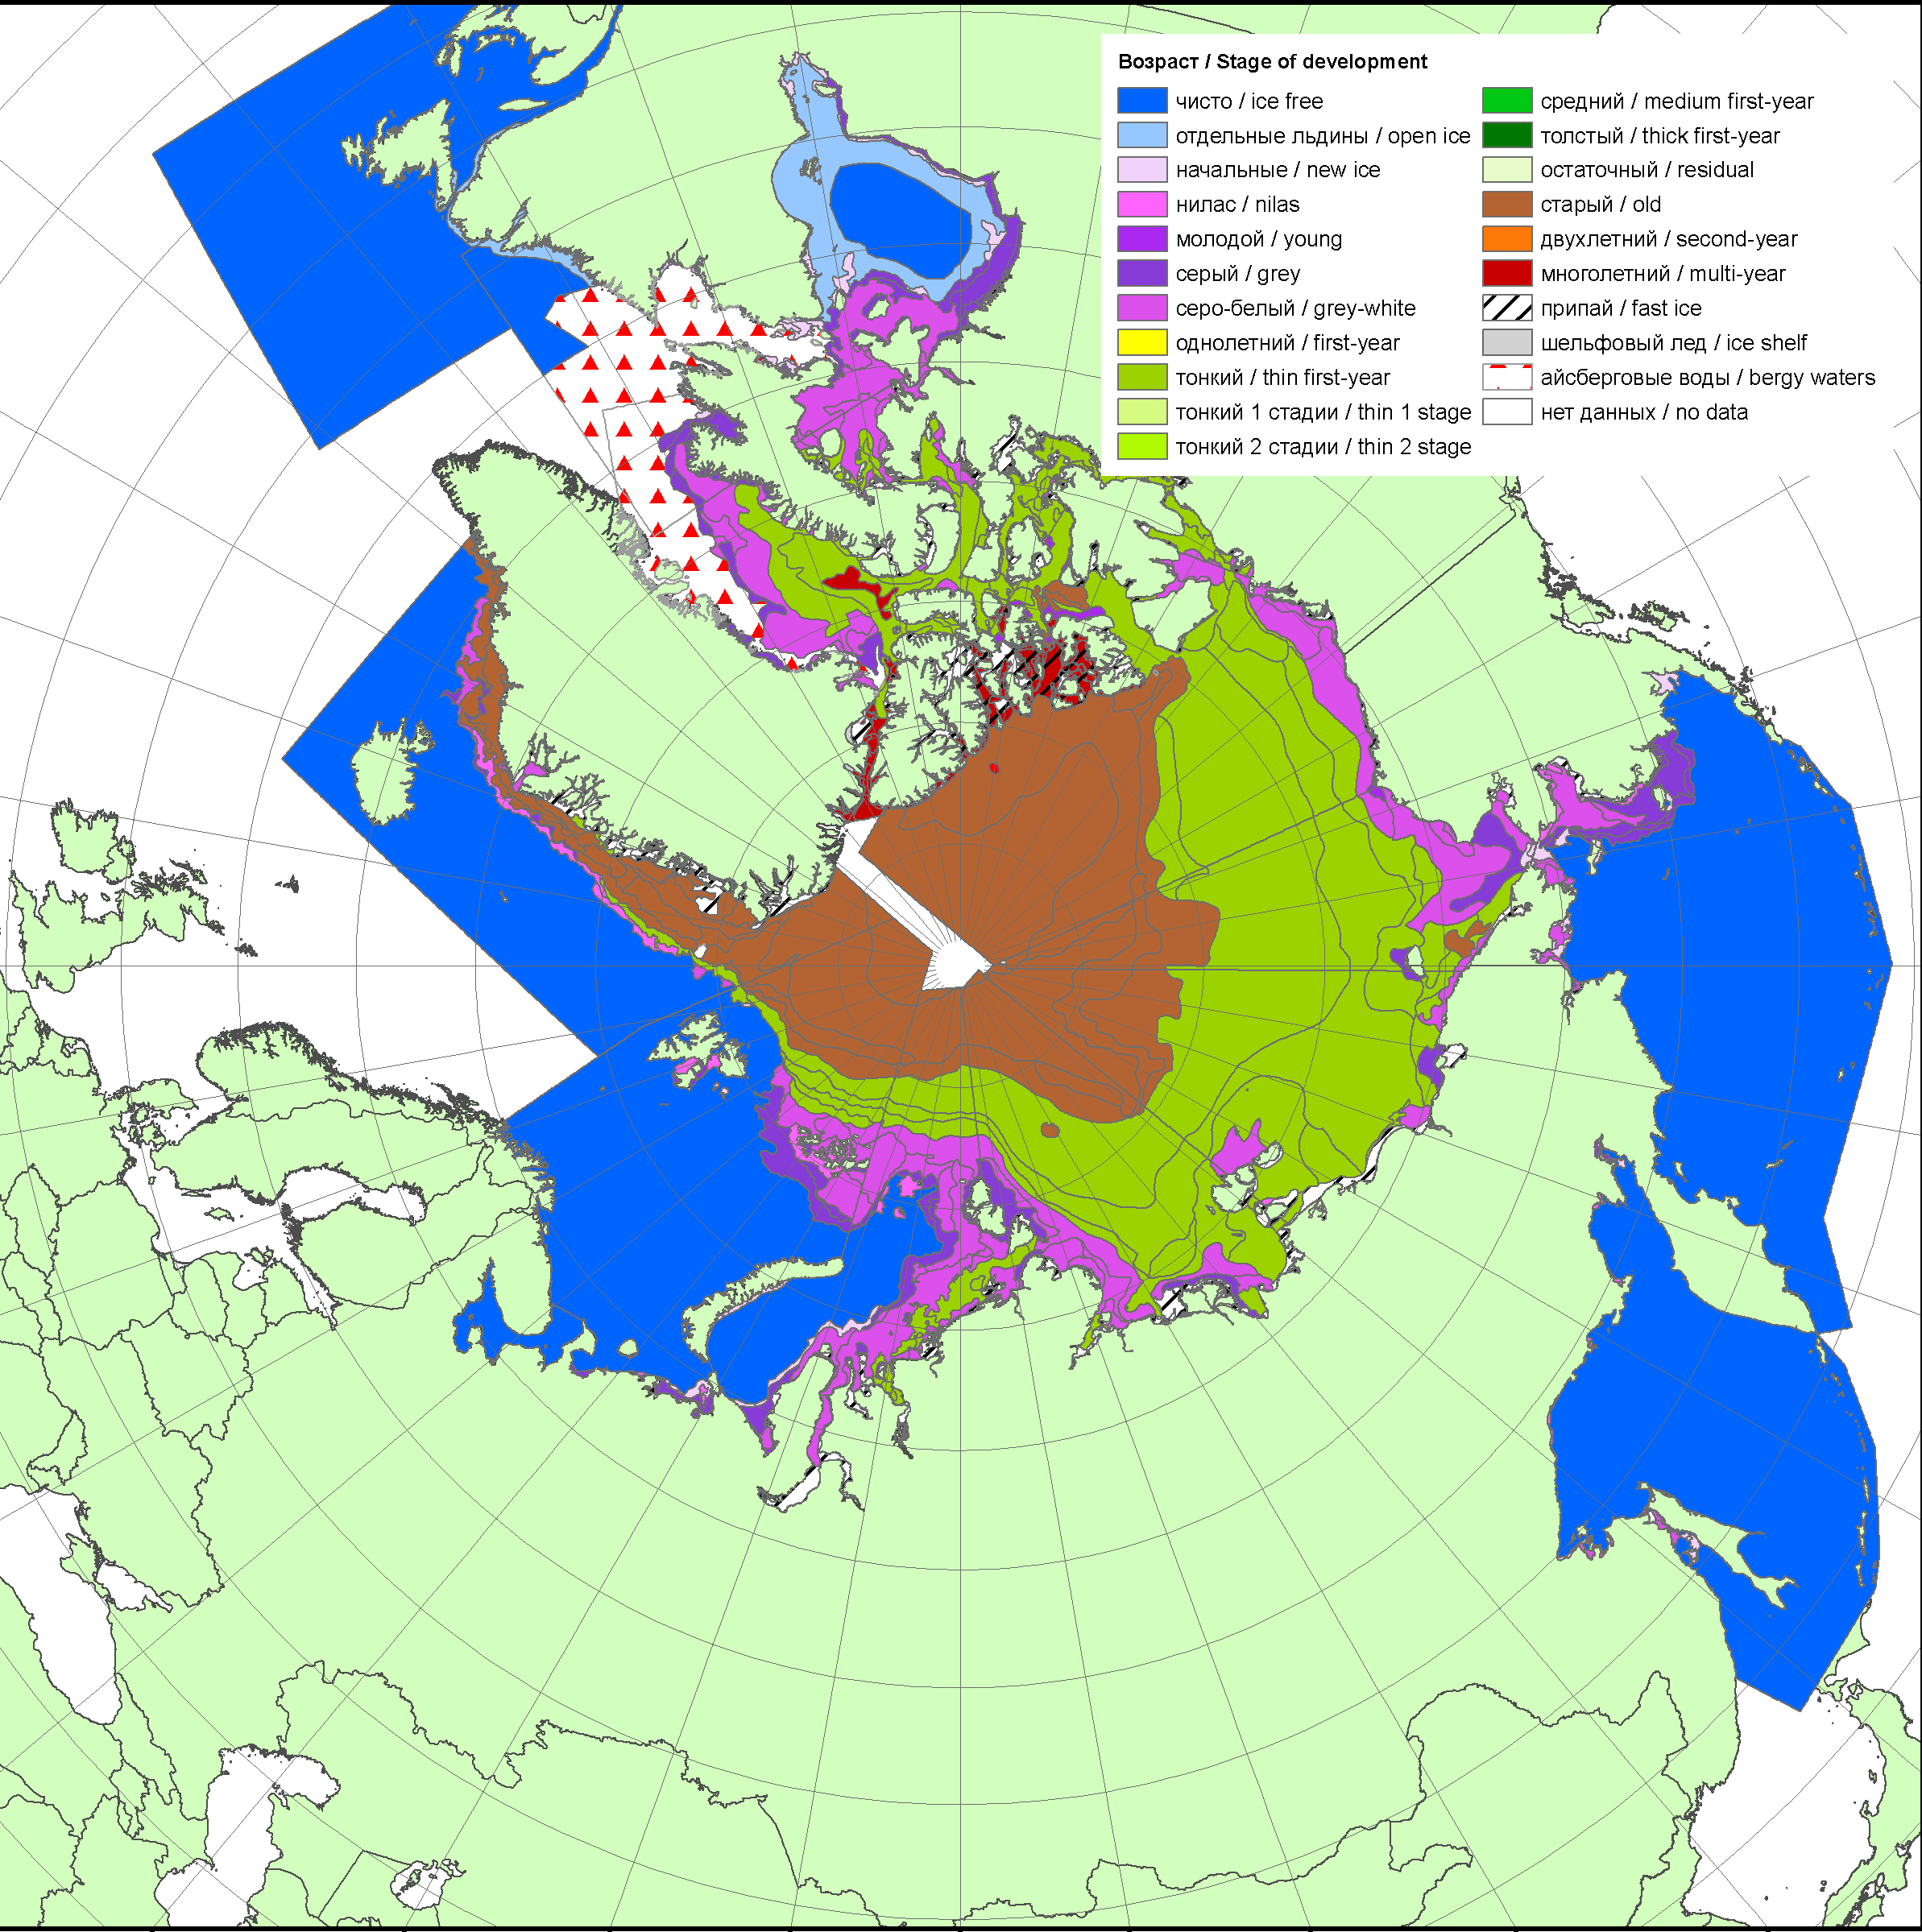 Возраст / Stage of development
чисто / ice free
отдельные льдины / open ice
начальные / new ice
нилас / nilas
молодой / young
серый / grey
серо-белый / grey-white
однолетний / first-year
тонкий / thin first-year
тонкий 1 стадии / thin 1 stage
тонкий 2 стадии / thin 2 stage
средний / medium first-year
толстый / thick first-year
остаточный / residual
старый / old
двухлетний / second-year
многолетний / multi-year
припай / fast ice
шельфовый лед / ice shelf
айсберговые воды / bergy waters
нет данных / no data